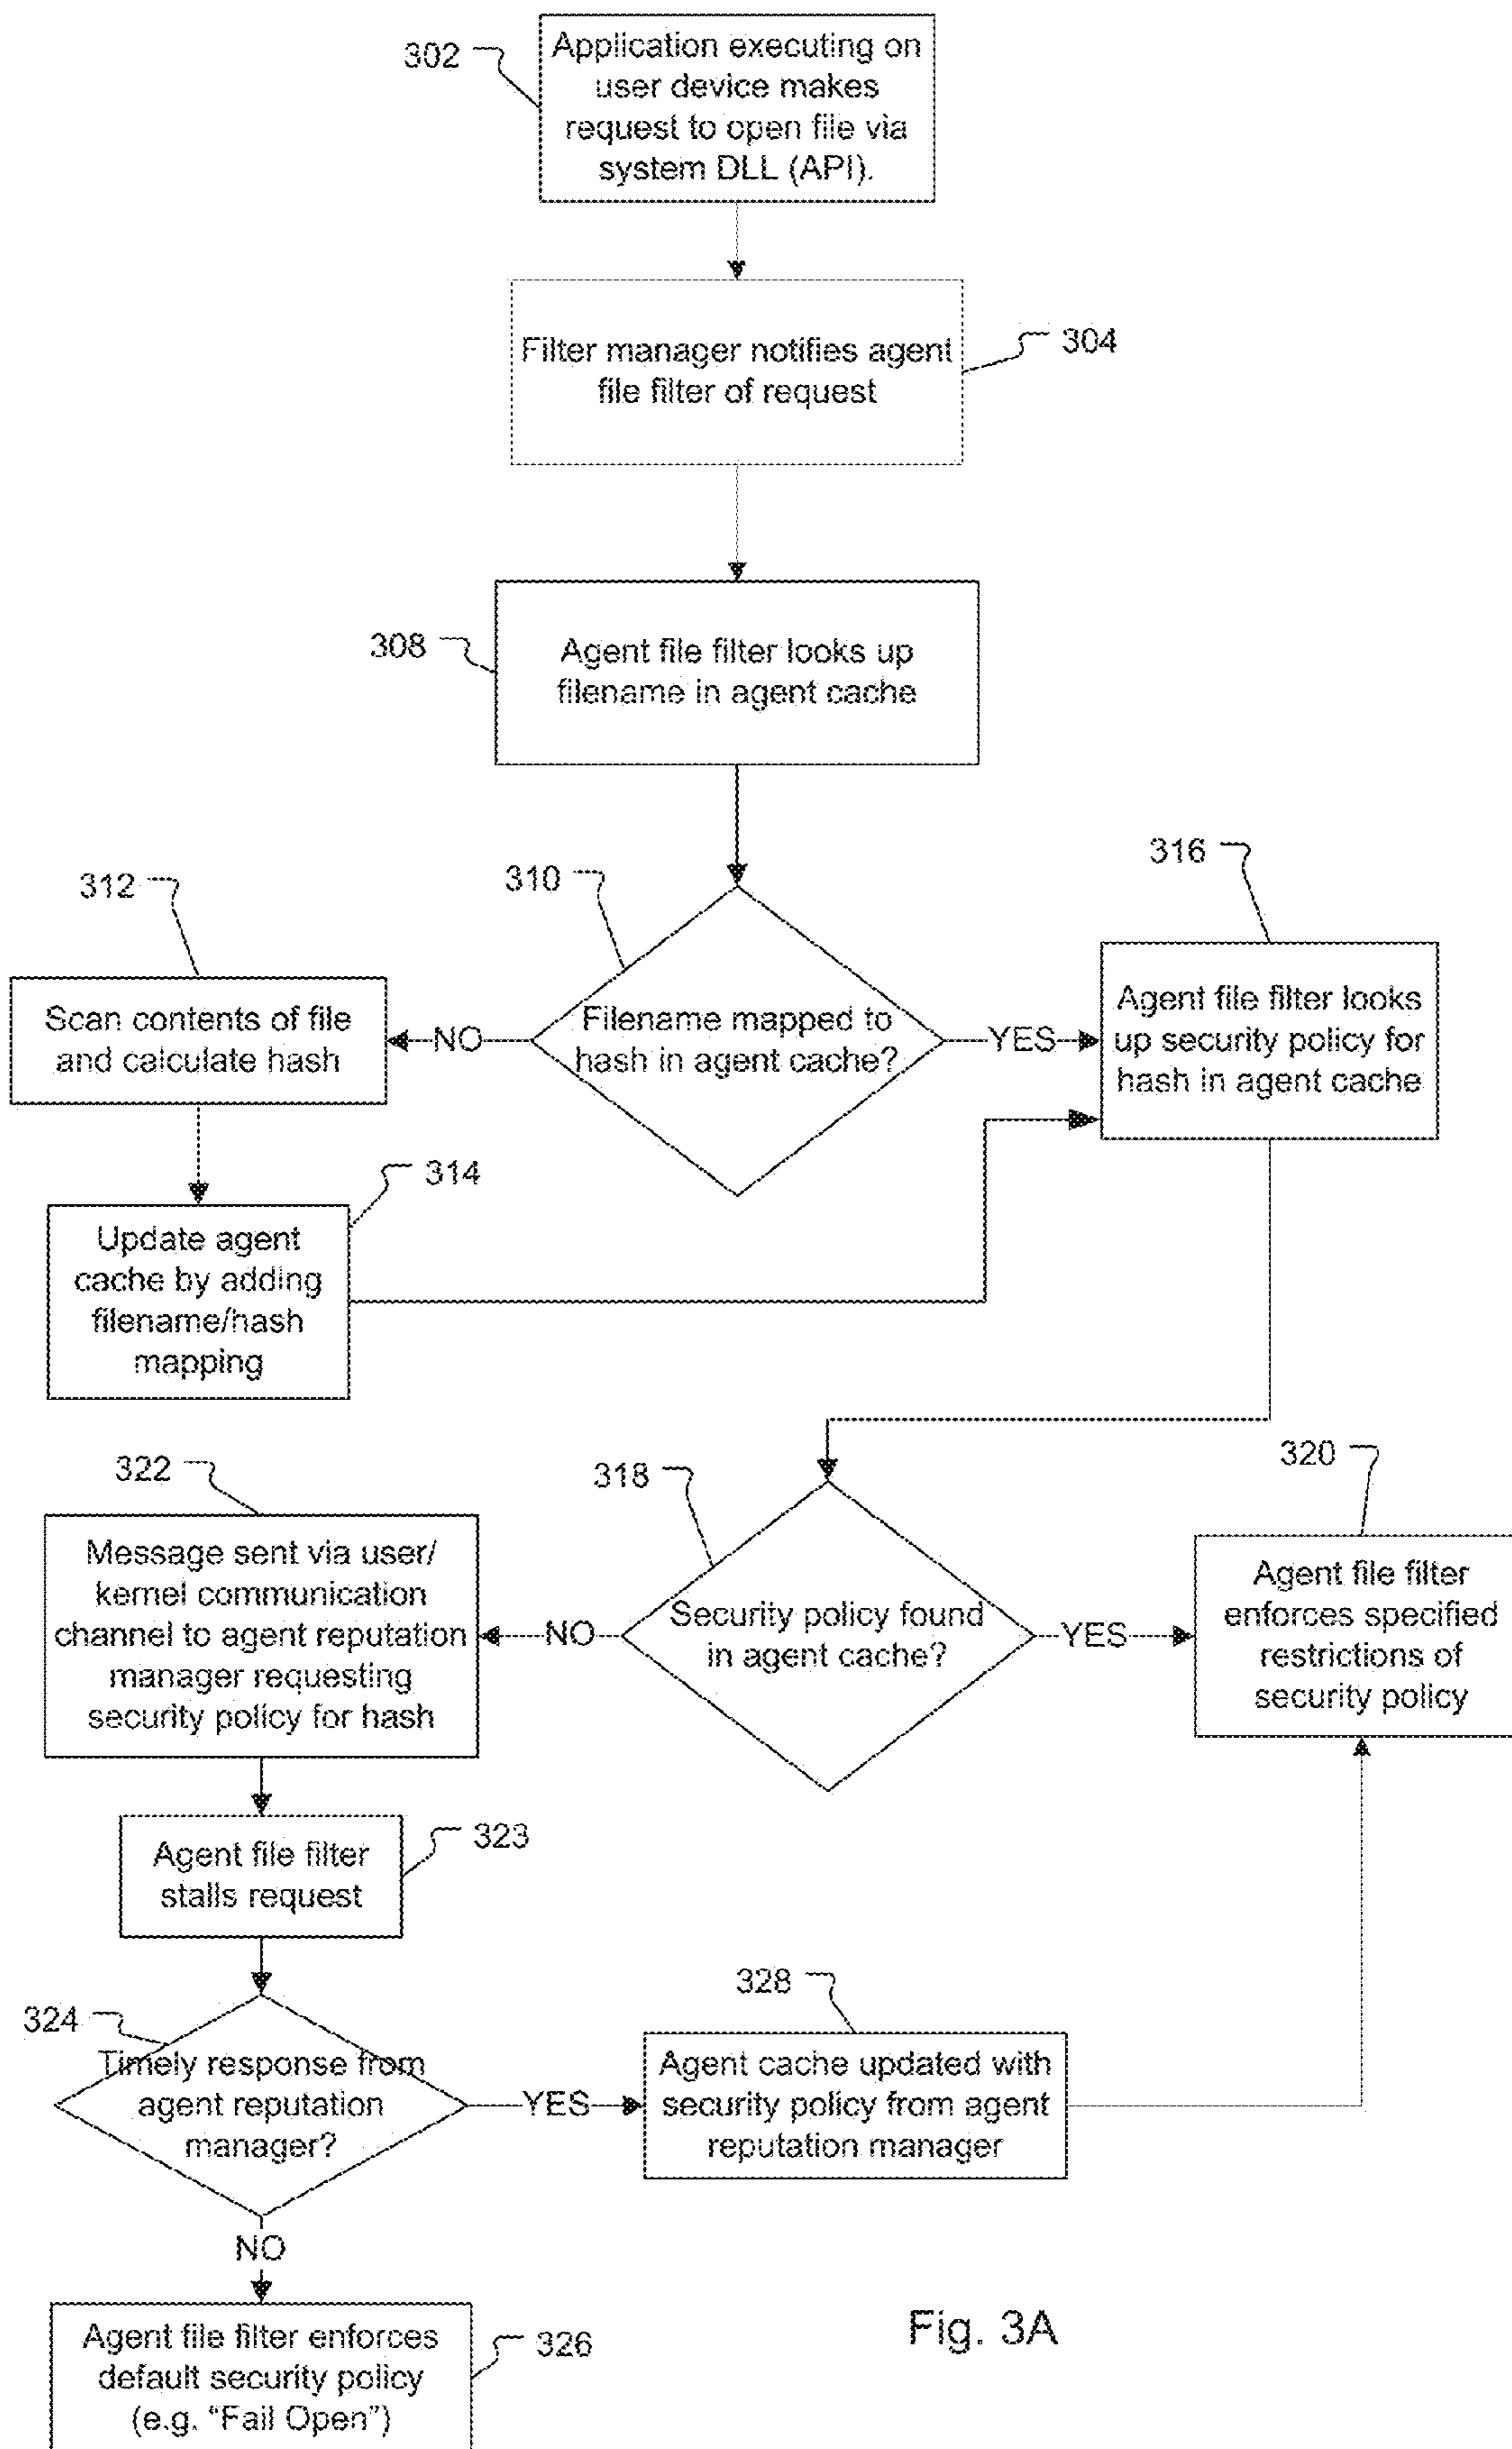 302
Application executing on
user device makes
request to open file via
system DLL (API).
Filter manager notifies agent
file filter of request
304
308
Agent file filter looks up
filename in agent cache
310
Filename mapped to
hash in agent cache?
NO
YES
312
Scan contents of file
and calculate hash
316
Agent file filter looks
up security policy for
hash in agent cache
314
Update agent
cache by adding
filename/hash
mapping
318
Security policy found
in agent cache?
NO
YES
320
Agent file filter
enforces specified
restrictions of
security policy
322
Message sent via user/
kernel communication
channel to agent reputation
manager requesting
security policy for hash
Agent file filter
stalls request
323
324
Timely response from
agent reputation
manager?
YES
328
Agent cache updated with
security policy from agent
reputation manager
NO
Agent file filter enforces
default security policy
(e.g. "Fail Open")
326
Fig. 3A